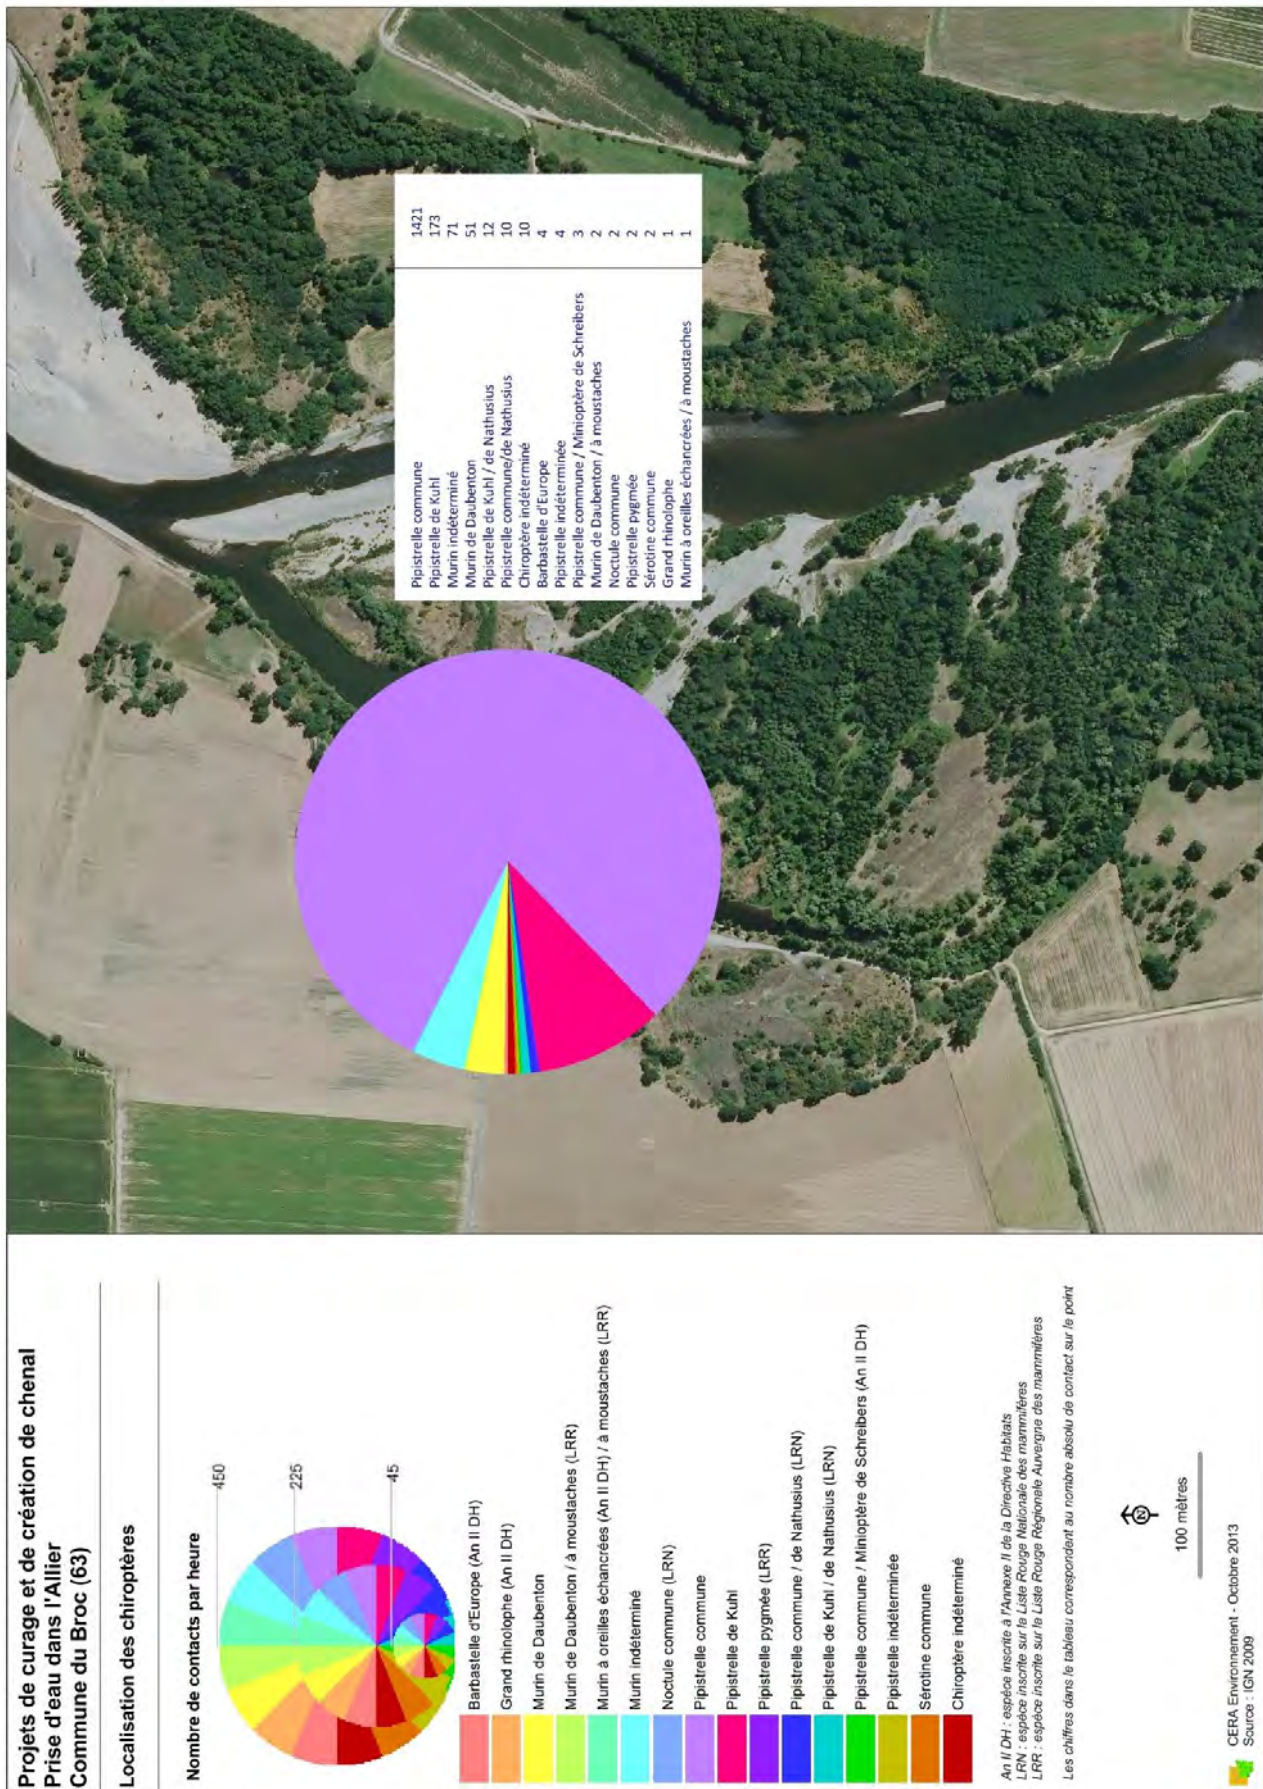 Projets de curage et de création de chenal
Prise d'eau dans l'Allier
Commune du Broc (63)
Localisation des chiroptères
Nombre de contacts par heure
450
225
45
Barbastelle d'Europe (An II DH)
Grand rhinolophe (An II DH)
Murin de Daubenton
Murin de Daubenton / à moustaches (LRR)
Murin à oreilles échancrées (An II DH) / à moustaches (LRR)
Murin indéterminé
Noctule commune (LRN)
Pipistrelle commune
Pipistrelle de Kuhl
Pipistrelle pygmée (LRR)
Pipistrelle commune / de Nathusius (LRN)
Pipistrelle de Kuhl / de Nathusius (LRN)
Pipistrelle commune / Minioptère de Schreibers (An II DH)
Pipistrelle indéterminée
Sérotine commune
Chiroptère indéterminé
An II DH : espèce inscrite à l'Annexe II de la Directive Habitats
LRN : espèce inscrite sur la Liste Rouge Nationale des mammifères
LRR : espèce inscrite sur la Liste Rouge Régionale Auvergne des mammifères
Les chiffres dans le tableau correspondent au nombre absolu de contact sur le point
N
100 mètres
CERA Environnement - Octobre 2013
Source : IGN 2009
Pipistrelle commune 1421
Pipistrelle de Kuhl 173
Murin indéterminé 71
Murin de Daubenton 51
Pipistrelle de Kuhl / de Nathusius 12
Pipistrelle commune/de Nathusius 10
Chiroptère indéterminé 10
Barbastelle d'Europe 4
Pipistrelle indéterminée 4
Pipistrelle commune / Minioptère de Schreibers 3
Murin de Daubenton / à moustaches 2
Noctule commune 2
Pipistrelle pygmée 2
Sérotine commune 2
Grand rhinolophe 1
Murin à oreilles échancrées / à moustaches 1